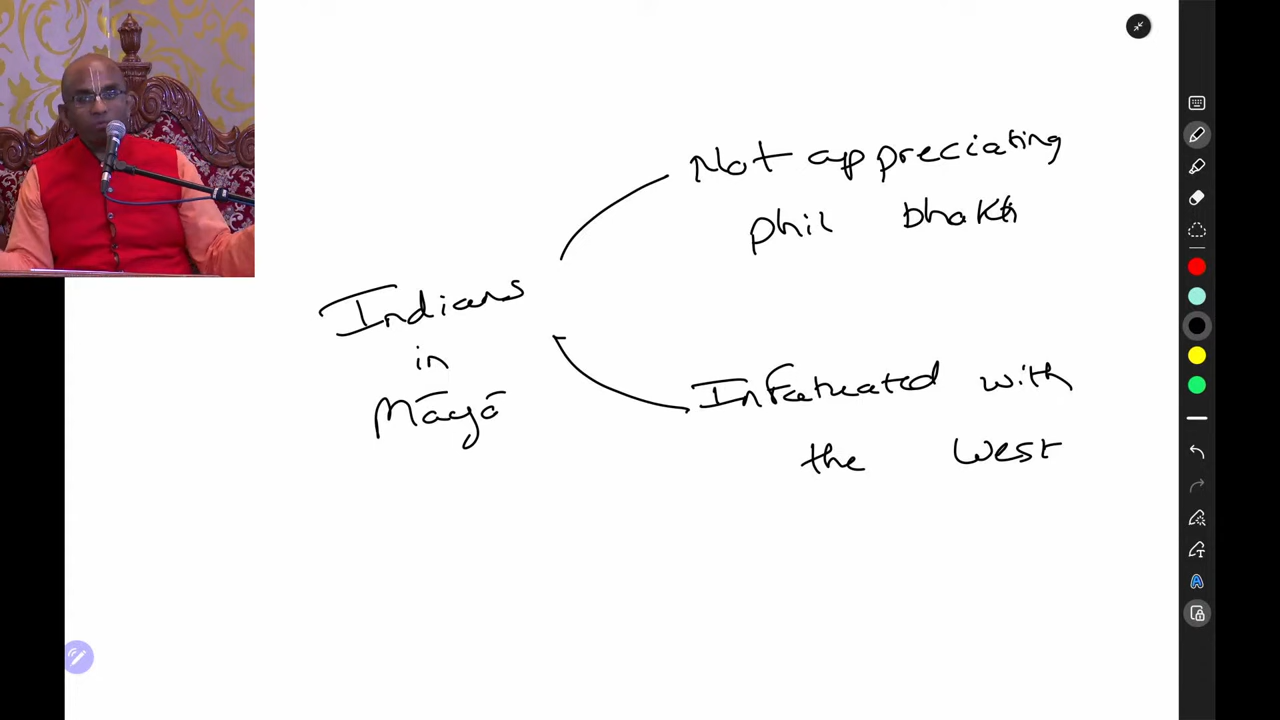 Not appreciating
phil bhakti
Indians
in
Māyā
Infatuated with
the West